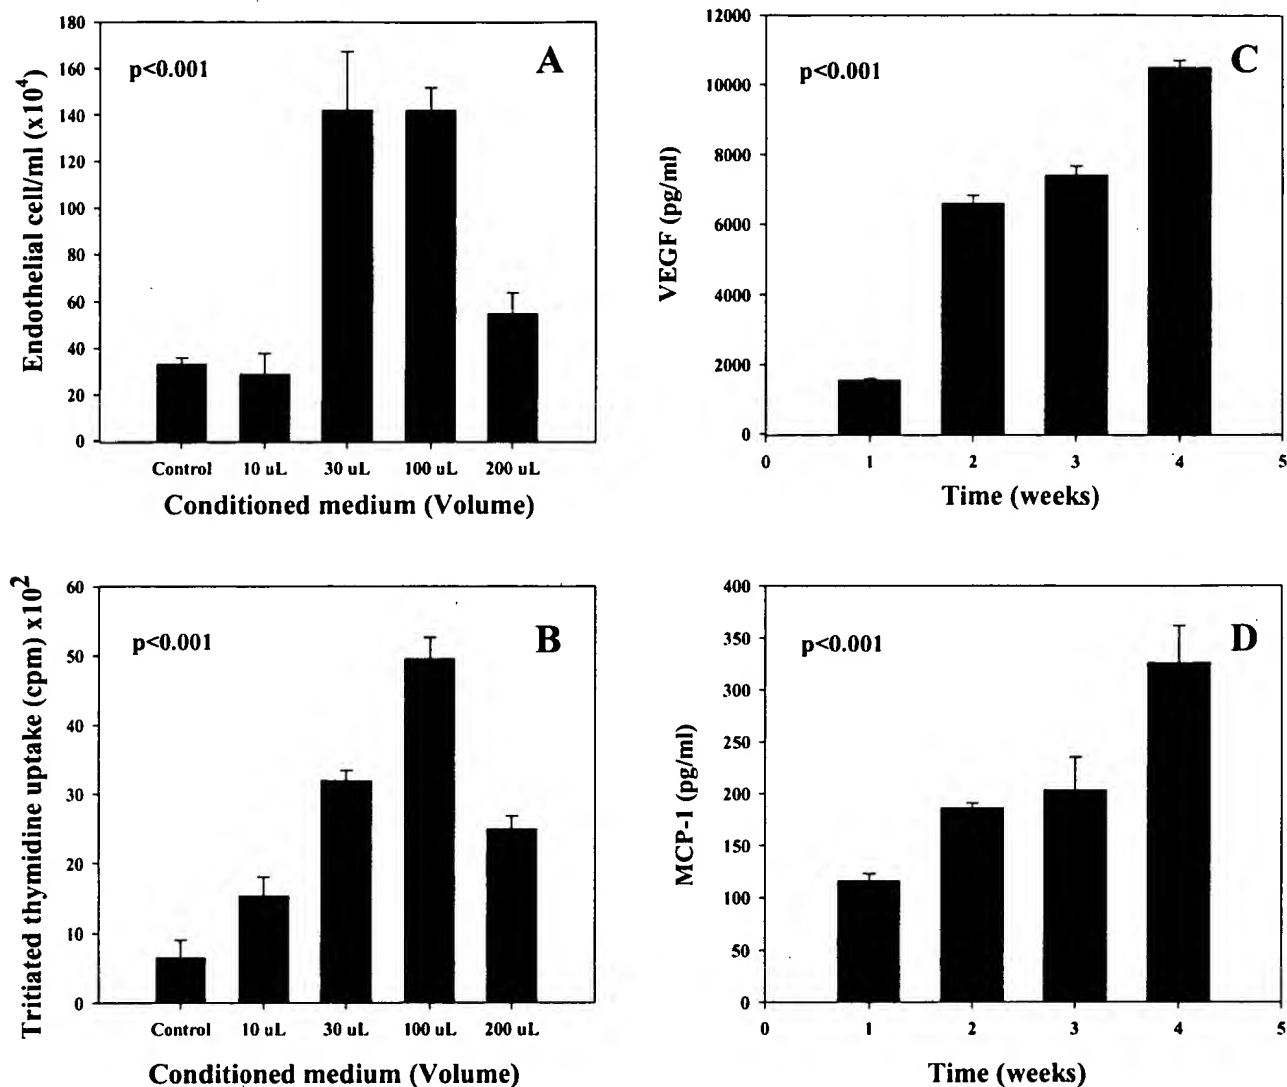 A
p<0.001
Endothelial cell/ml (x10⁴)
180
160
140
120
100
80
60
40
20
0
Control 10 uL 30 uL 100 uL 200 uL
Conditioned medium (Volume)
C
p<0.001
VEGF (pg/ml)
12000
10000
8000
6000
4000
2000
0
0 1 2 3 4 5
Time (weeks)
B
p<0.001
Tritiated thymidine uptake (cpm) x10²
60
50
40
30
20
10
0
Control 10 uL 30 uL 100 uL 200 uL
Conditioned medium (Volume)
D
p<0.001
MCP-1 (pg/ml)
400
350
300
250
200
150
100
50
0
0 1 2 3 4 5
Time (weeks)